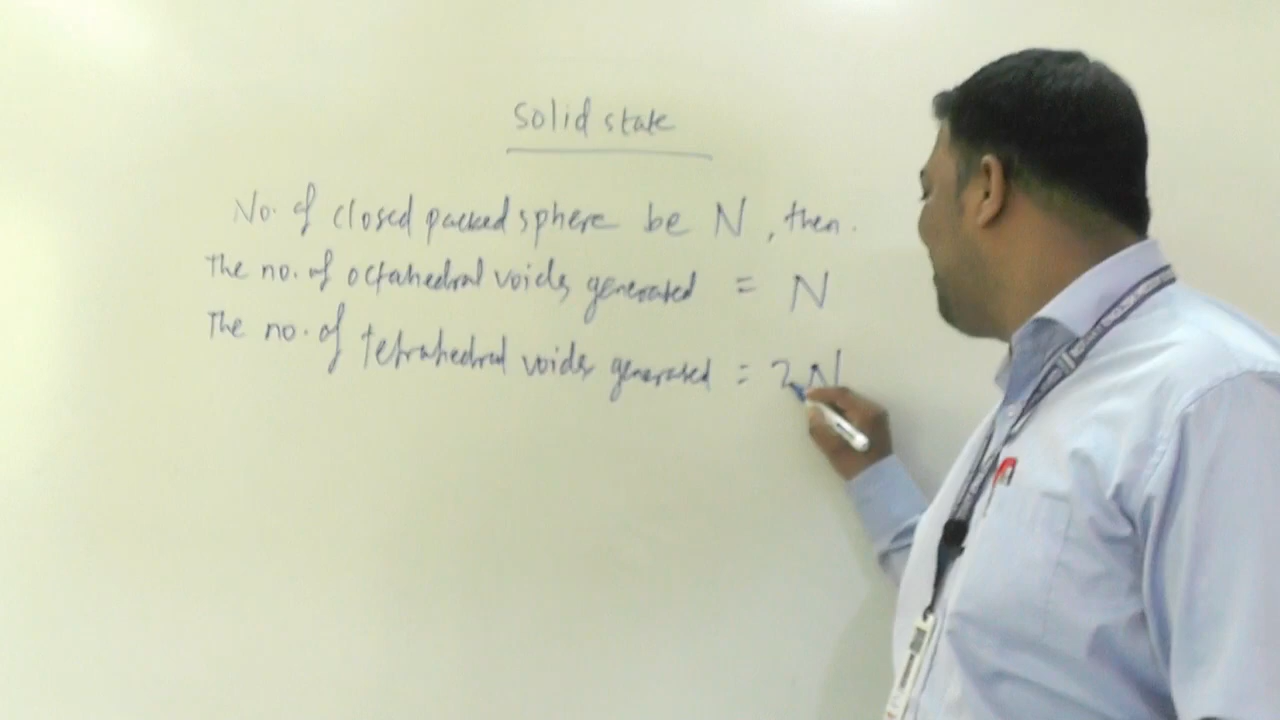 Solid state
No. of closed packed sphere be N, then.
The no. of octahedral voids generated = N
The no. of tetrahedral voids generated = 2N